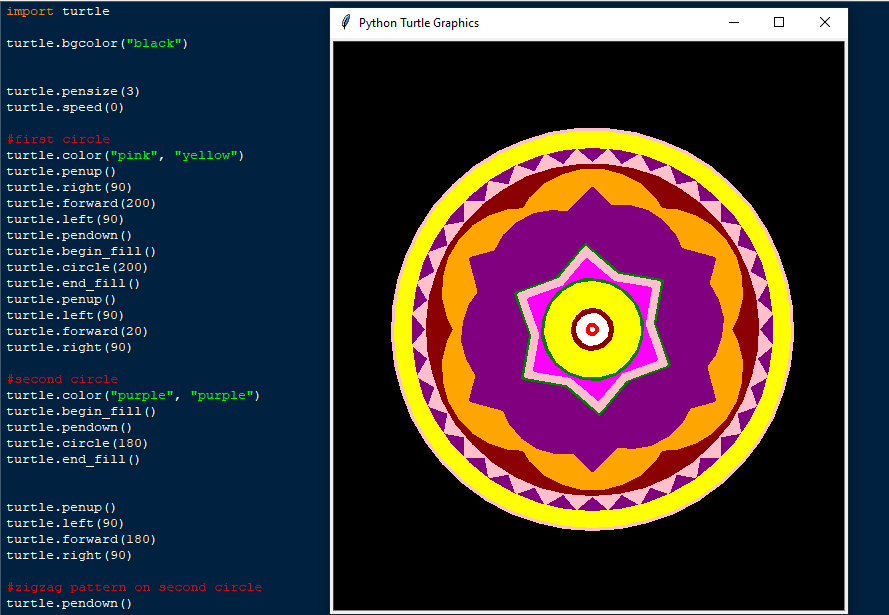 import turtle
turtle.bgcolor("black")
turtle.pensize(3)
turtle.speed(0)
#first circle
turtle.color("pink", "yellow")
turtle.penup()
turtle.right(90)
turtle.forward(200)
turtle.left(90)
turtle.pendown()
turtle.begin_fill()
turtle.circle(200)
turtle.end_fill()
turtle.penup()
turtle.left(90)
turtle.forward(20)
turtle.right(90)
#second circle
turtle.color("purple", "purple")
turtle.begin_fill()
turtle.pendown()
turtle.circle(180)
turtle.end_fill()
turtle.penup()
turtle.left(90)
turtle.forward(180)
turtle.right(90)
#zigzag pattern on second circle
turtle.pendown()
Python Turtle Graphics